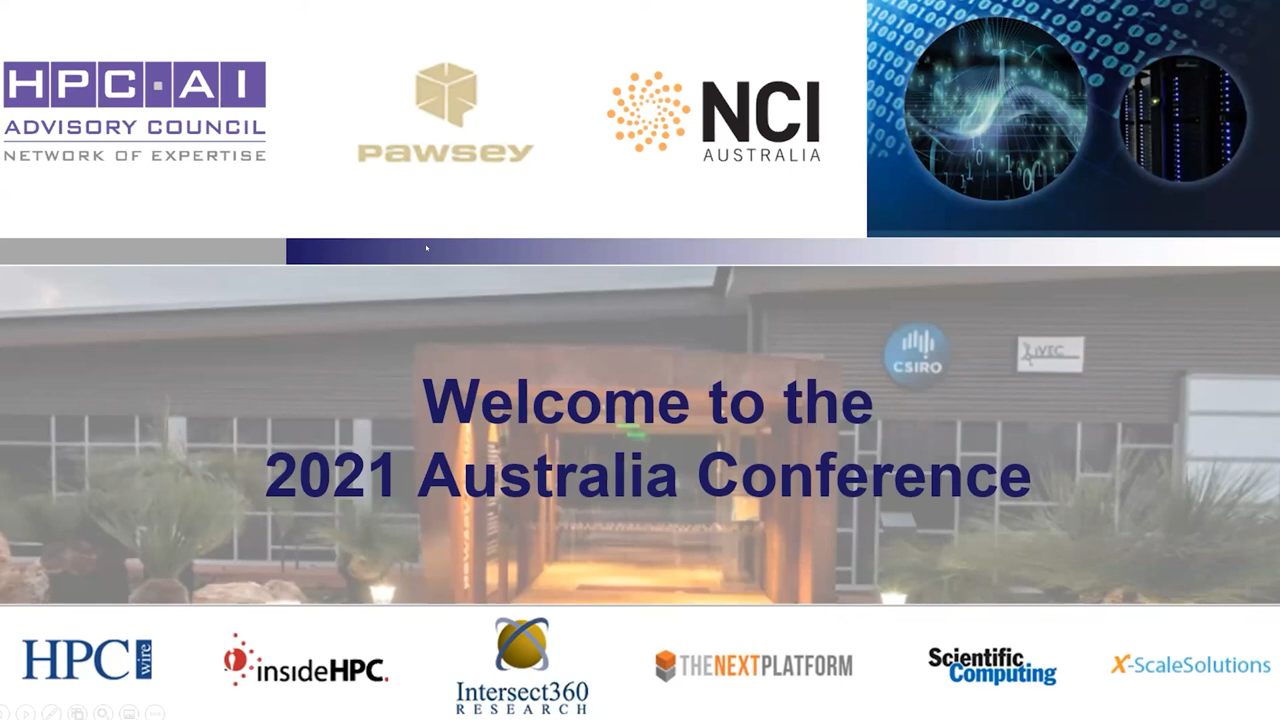 HPC·AI
ADVISORY COUNCIL
NETWORK OF EXPERTISE
PAWSEY
NCI
AUSTRALIA
CSIRO
iVEC
Welcome to the
2021 Australia Conference
HPC wire
insideHPC.
Intersect360
RESEARCH
THENEXTPLATFORM
Scientific
Computing
X-ScaleSolutions